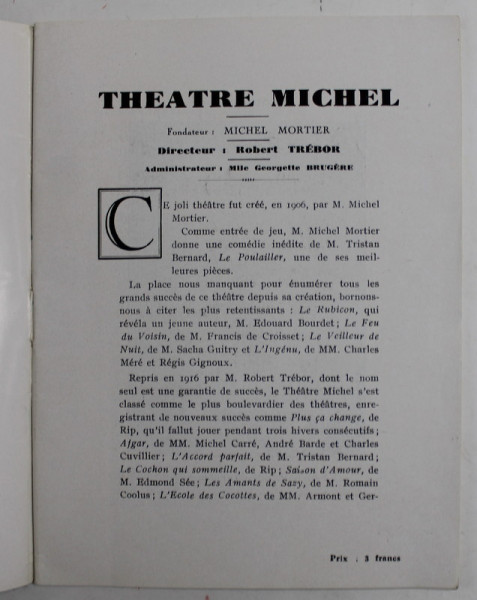 THEATRE MICHEL
Fondateur : MICHEL MORTIER
Directeur : Robert TRÉBOR
Administrateur : Mlle Georgette BRUGÈRE
CE joli théâtre fut créé, en 1906, par M. Michel
Mortier.
Comme entrée de jeu, M. Michel Mortier
donne une comédie inédite de M. Tristan
Bernard, Le Poulailler, une de ses meil-
leures pièces.
La place nous manquant pour énumérer tous les
grands succès de ce théâtre depuis sa création, bornons-
nous à citer les plus retentissants : Le Rubicon, qui
révéla un jeune auteur, M. Edouard Bourdet ; Le Feu
du Voisin, de M. Francis de Croisset ; Le Veilleur de
Nuit, de M. Sacha Guitry et L'Ingénu, de MM. Charles
Méré et Régis Gignoux.
Repris en 1916 par M. Robert Trébor, dont le nom
seul est une garantie de succès, le Théâtre Michel s'est
classé comme le plus boulevardier des théâtres, enre-
gistrant de nouveaux succès comme Plus ça change, de
Rip, qu'il fallut jouer pendant trois hivers consécutifs ;
Afgar, de MM. Michel Carré, André Barde et Charles
Cuvillier ; L'Accord parfait, de M. Tristan Bernard ;
Le Cochon qui sommeille, de Rip ; Saison d'Amour, de
M. Edmond Sée ; Les Amants de Sazy, de M. Romain
Coolus ; L'Ecole des Cocottes, de MM. Armont et Ger-
Prix : 3 francs